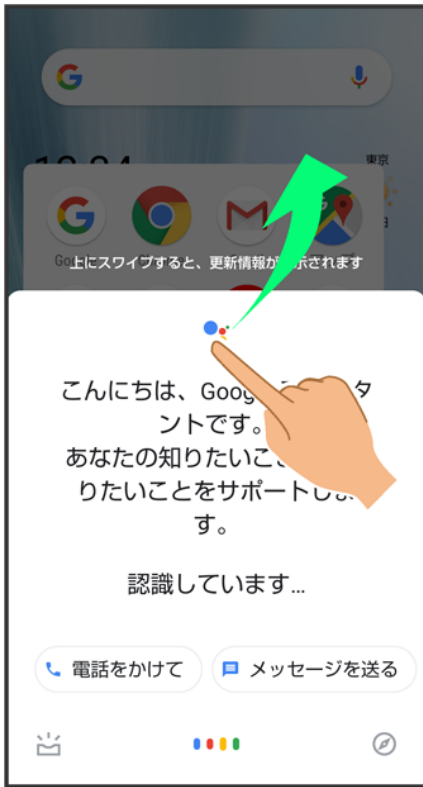 東京
上にスワイプすると、更新情報が
示されます
こんにちは、Goog
タ
ントです。
あなたの知りたいこ
りたいことをサポートし
す。
認識しています...
電話をかけて
メッセージを送る